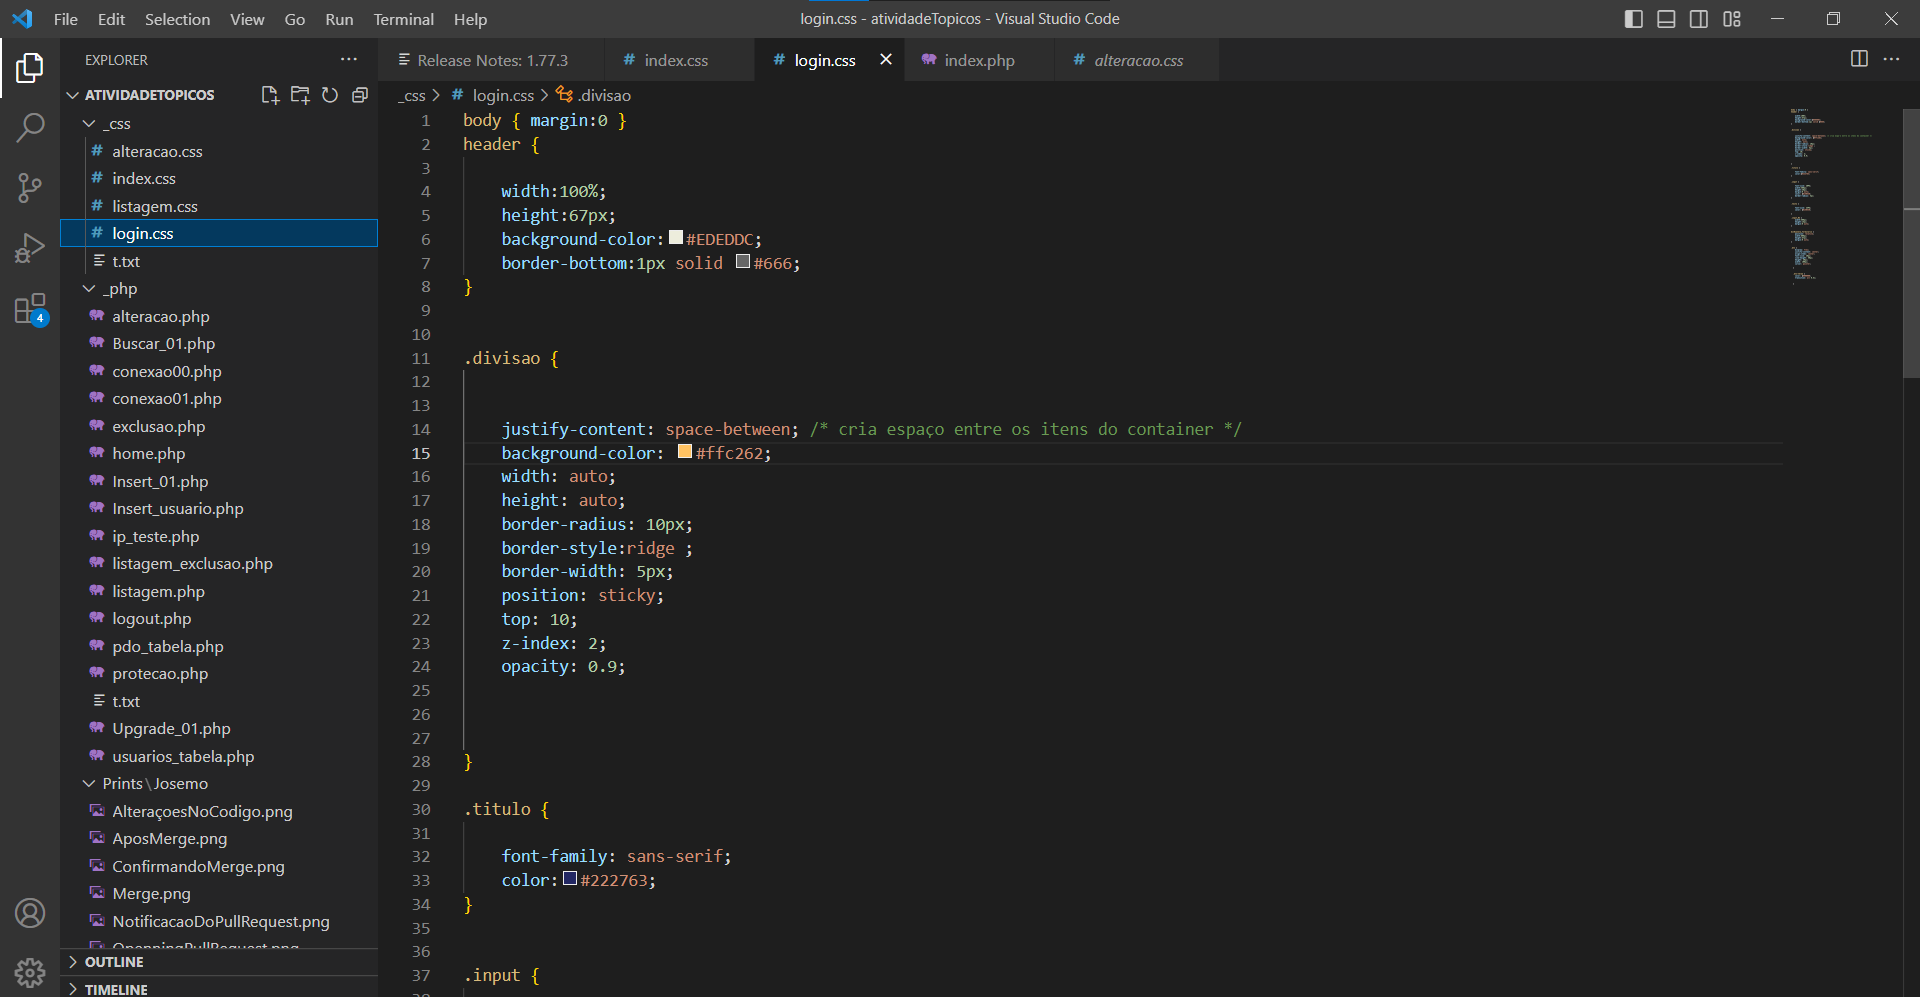 File Edit Selection View Go Run Terminal Help
login.css - atividadeTopicos - Visual Studio Code
EXPLORER
ATIVIDADETOPICOS
_css
# alteracao.css
# index.css
# listagem.css
# login.css
t.txt
_php
alteracao.php
Buscar_01.php
conexao00.php
conexao01.php
exclusao.php
home.php
Insert_01.php
Insert_usuario.php
ip_teste.php
listagem_exclusao.php
listagem.php
logout.php
pdo_tabela.php
protecao.php
t.txt
Upgrade_01.php
usuarios_tabela.php
Prints\Josemo
AlteraçoesNoCodigo.png
AposMerge.png
ConfirmandoMerge.png
Merge.png
NotificacaoDoPullRequest.png
OpenningPullRequest.png
OUTLINE
TIMELINE
4
Release Notes: 1.77.3
# index.css
# login.css
index.php
# alteracao.css
_css > # login.css > .divisao
1 body { margin:0 }
2 header {
3
4 width:100%;
5 height:67px;
6 background-color: #EDEDDC;
7 border-bottom:1px solid #666;
8 }
9
10
11 .divisao {
12
13
14 justify-content: space-between; /* cria espaço entre os itens do container */
15 background-color: #ffc262;
16 width: auto;
17 height: auto;
18 border-radius: 10px;
19 border-style:ridge ;
20 border-width: 5px;
21 position: sticky;
22 top: 10;
23 z-index: 2;
24 opacity: 0.9;
25
26
27
28 }
29
30 .titulo {
31
32 font-family: sans-serif;
33 color: #222763;
34 }
35
36
37 .input {
38